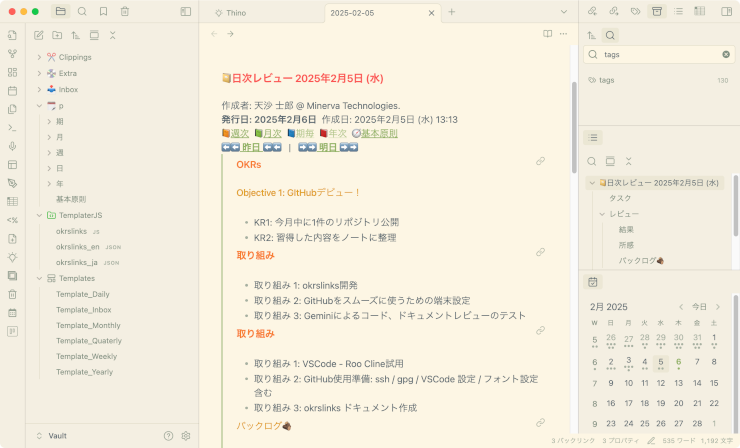 Thino
2025-02-05
Clippings
Extra
Inbox
p
期
月
週
日
年
基本原則
TemplaterJS
okrslinks JS
okrslinks_en JSON
okrslinks_ja JSON
Templates
Template_Daily
Template_Inbox
Template_Monthly
Template_Quaterly
Template_Weekly
Template_Yearly
Vault
日次レビュー 2025年2月5日 (水)
作成者: 天沙 士郎 @ Minerva Technologies.
発行日: 2025年2月6日 作成日: 2025年2月5日 (水) 13:13
週次 月次 期毎 年次 基本原則
昨日 | 明日
OKRs
Objective 1: GItHubデビュー！
KR1: 今月中に1件のリポジトリ公開
KR2: 習得した内容をノートに整理
取り組み
取り組み 1: okrslinks開発
取り組み 2: GitHubをスムーズに使うための端末設定
取り組み 3: Geminiによるコード、ドキュメントレビューのテスト
取り組み
取り組み 1: VSCode - Roo Cline試用
取り組み 2: GitHub使用準備: ssh / gpg / VSCode 設定 / フォント設定
含む
取り組み 3: okrslinks ドキュメント作成
バックログ
3 バックリンク 3 プロパティ 535 ワード 1,192 文字
tags
tags 130
日次レビュー 2025年2月5日 (水)
タスク
レビュー
結果
所感
バックログ
2月 2025 今日
W 日 月 火 水 木 金 土
5 26 27 28 29 30 31 1
6 2 3 4 5 6 7 8
7 9 10 11 12 13 14 15
8 16 17 18 19 20 21 22
9 23 24 25 26 27 28 1